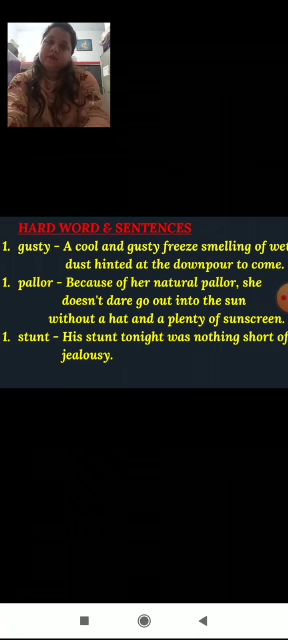 HARD WORD & SENTENCES
1. gusty - A cool and gusty freeze smelling of wet
dust hinted at the downpour to come.
1. pallor - Because of her natural pallor, she
doesn't dare go out into the sun
without a hat and a plenty of sunscreen.
1. stunt - His stunt tonight was nothing short of
jealousy.